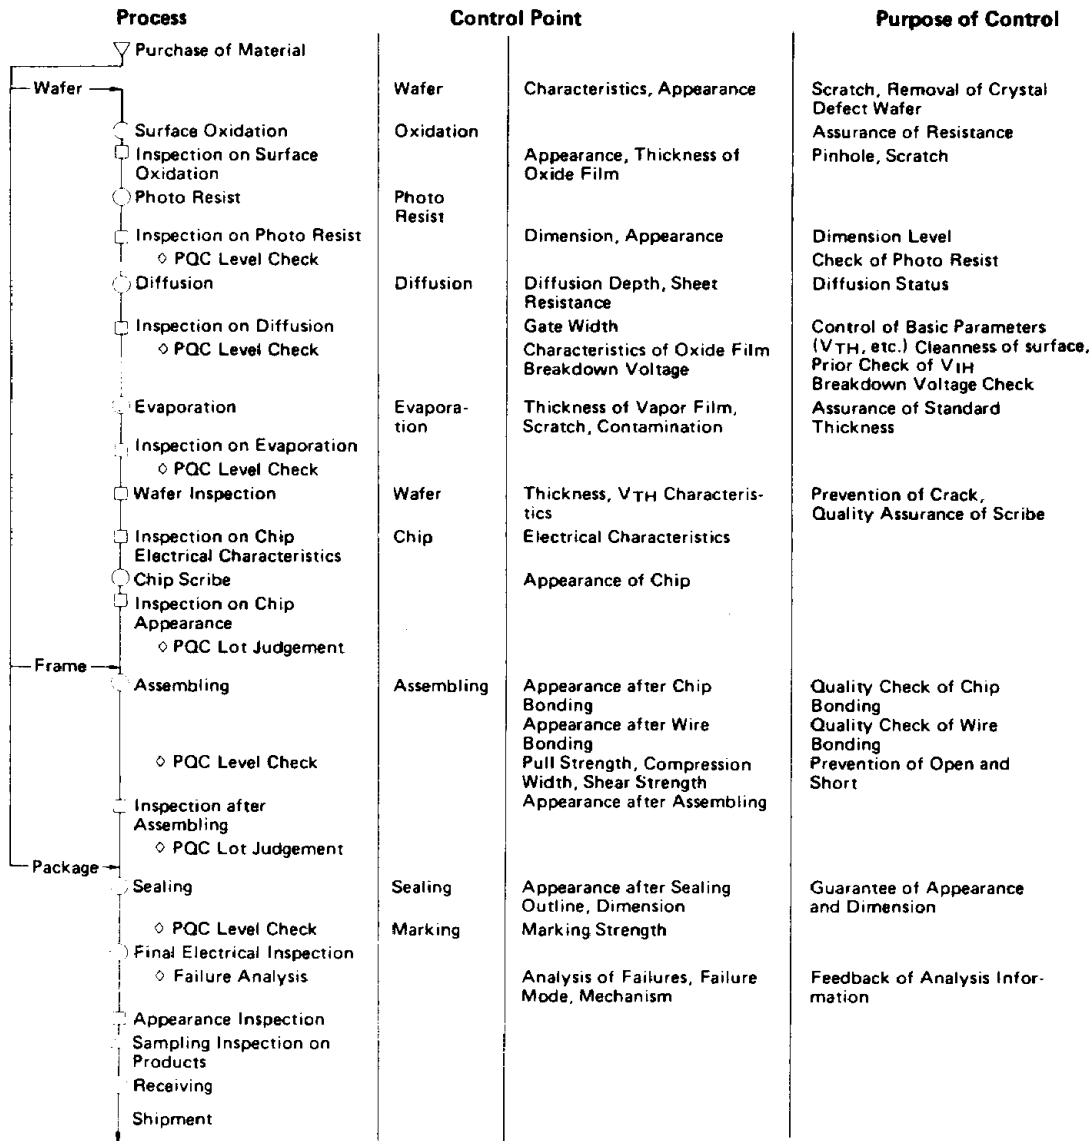 Process Control Point Purpose of Control
Purchase of Material
Wafer Wafer Characteristics, Appearance Scratch, Removal of Crystal
Defect Wafer
Surface Oxidation Oxidation Assurance of Resistance
Inspection on Surface Appearance, Thickness of Pinhole, Scratch
Oxidation Oxide Film
Photo Resist Photo
Resist
Inspection on Photo Resist Dimension, Appearance Dimension Level
◇ PQC Level Check Check of Photo Resist
Diffusion Diffusion Diffusion Depth, Sheet Diffusion Status
Resistance
Inspection on Diffusion Gate Width Control of Basic Parameters
◇ PQC Level Check Characteristics of Oxide Film (VTH, etc.) Cleanness of surface,
Breakdown Voltage Prior Check of VIH
Breakdown Voltage Check
Evaporation Evapora- Thickness of Vapor Film, Assurance of Standard
tion Scratch, Contamination Thickness
Inspection on Evaporation
◇ PQC Level Check
Wafer Inspection Wafer Thickness, VTH Characteris- Prevention of Crack,
tics Quality Assurance of Scribe
Inspection on Chip Chip Electrical Characteristics
Electrical Characteristics
Chip Scribe Appearance of Chip
Inspection on Chip
Appearance
◇ PQC Lot Judgement
Frame
Assembling Assembling Appearance after Chip Quality Check of Chip
Bonding Bonding
Appearance after Wire Quality Check of Wire
Bonding Bonding
◇ PQC Level Check Pull Strength, Compression Prevention of Open and
Width, Shear Strength Short
Inspection after Appearance after Assembling
Assembling
◇ PQC Lot Judgement
Package
Sealing Sealing Appearance after Sealing Guarantee of Appearance
Outline, Dimension and Dimension
◇ PQC Level Check Marking Marking Strength
Final Electrical Inspection
◇ Failure Analysis Analysis of Failures, Failure Feedback of Analysis Infor-
Mode, Mechanism mation
Appearance Inspection
Sampling Inspection on
Products
Receiving
Shipment